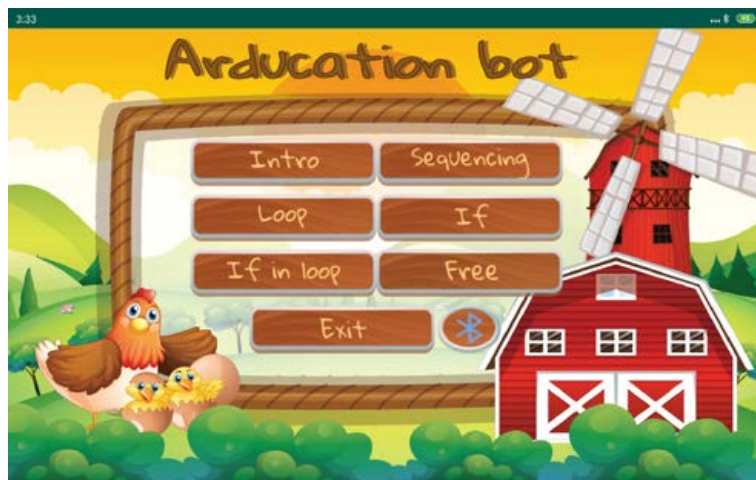 3:33
Arducation bot
Intro
Sequencing
Loop
If
If in loop
Free
Exit